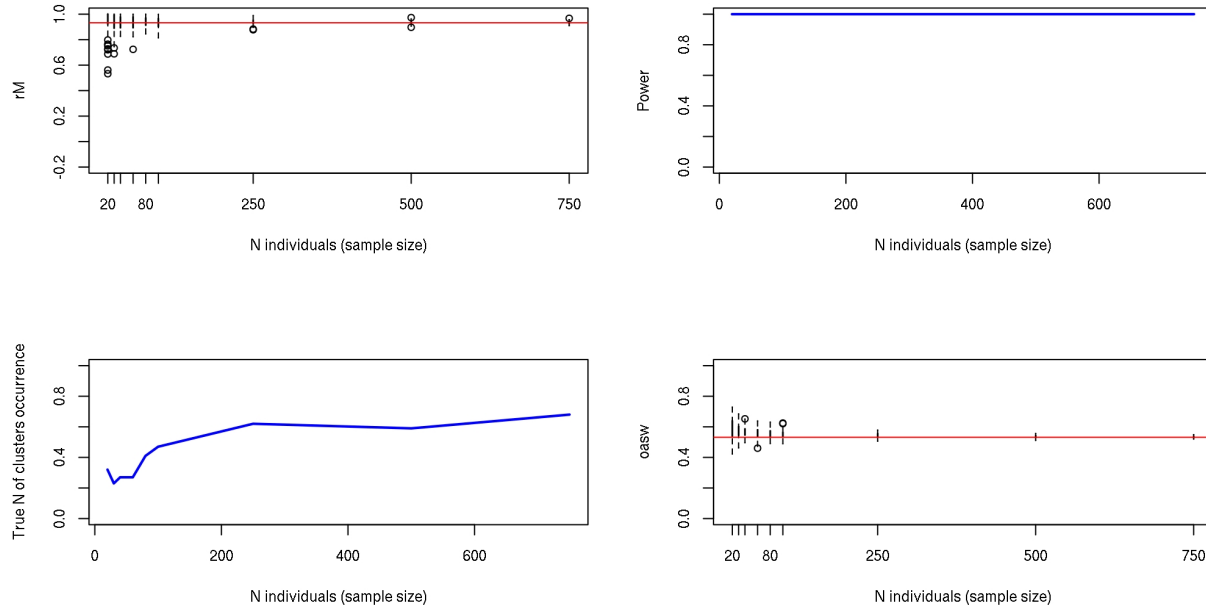 rM
1.0
0.6
0.2
-0.2
20 80 250 500 750
N individuals (sample size)
Power
0.8
0.4
0.0
0 200 400 600
N individuals (sample size)
True N of clusters occurrence
0.8
0.4
0.0
0 200 400 600
N individuals (sample size)
oasw
0.8
0.4
0.0
20 80 250 500 750
N individuals (sample size)